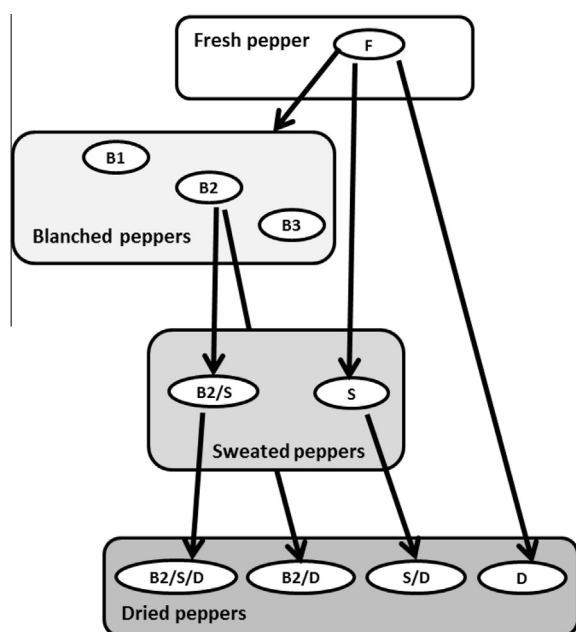 Fresh pepper
F
B1
B2
B3
Blanched peppers
B2/S
S
Sweated peppers
B2/S/D
B2/D
S/D
D
Dried peppers